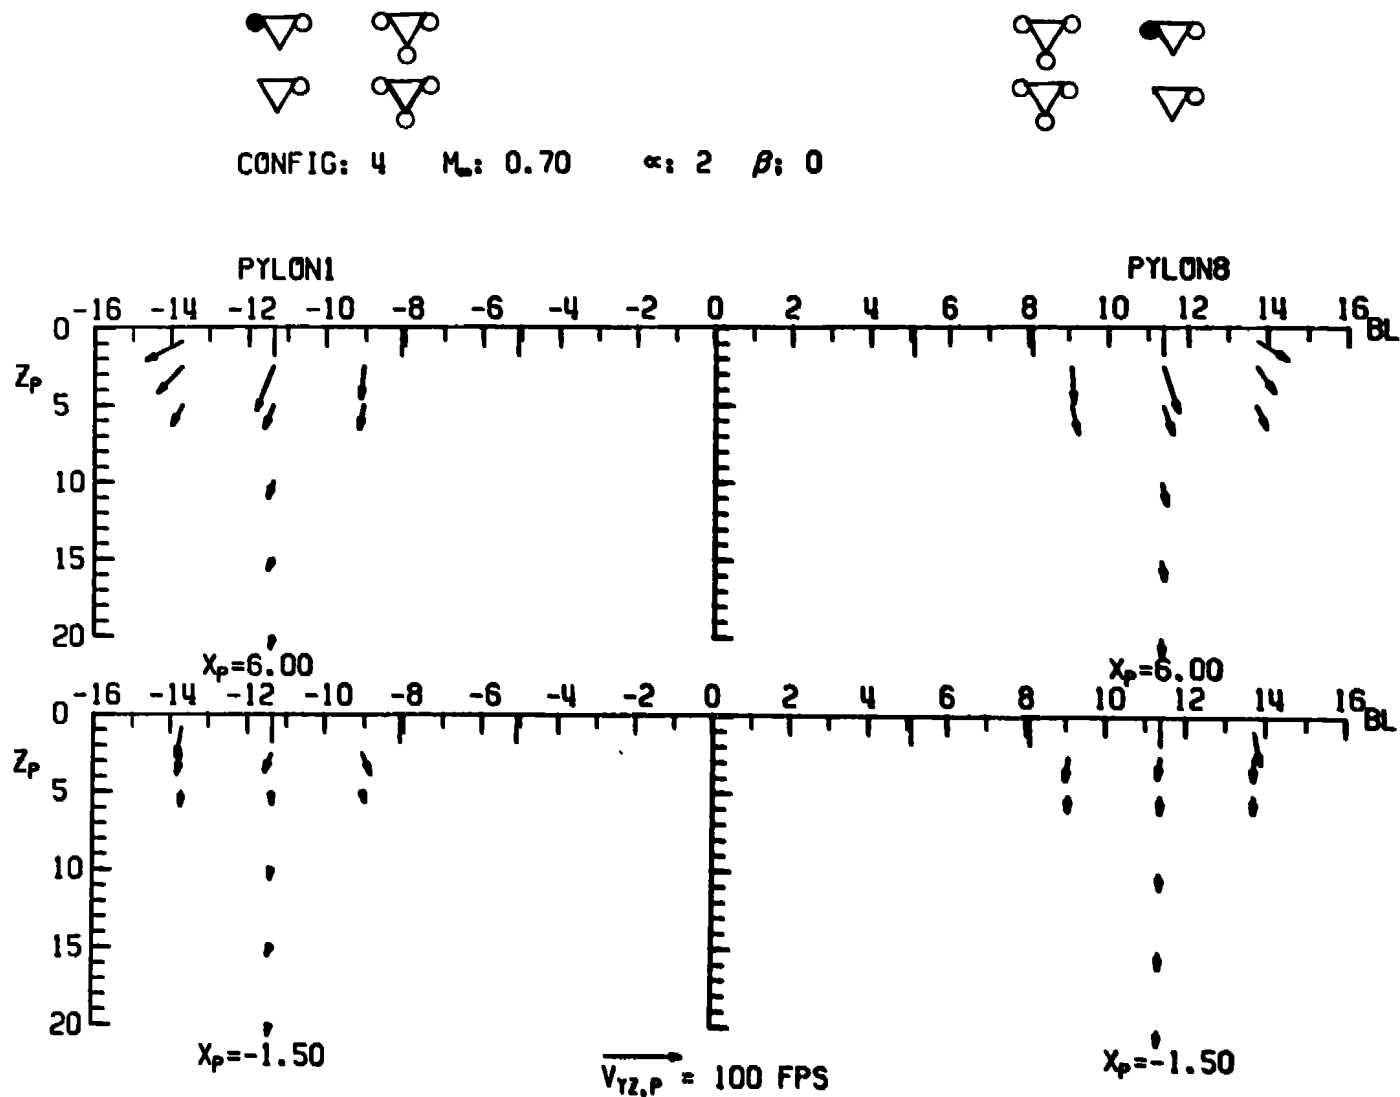 CONFIG: 4 M∞: 0.70 α: 2 β: 0
PYLON1 PYLON8
-16 -14 -12 -10 -8 -6 -4 -2 0 2 4 6 8 10 12 14 16
0 BL
Zₚ
5
10
15
20
Xₚ=6.00 Xₚ=6.00
-16 -14 -12 -10 -8 -6 -4 -2 0 2 4 6 8 10 12 14 16
0 BL
Zₚ
5
10
15
20
Xₚ=-1.50 Xₚ=-1.50
V_YZ,P = 100 FPS